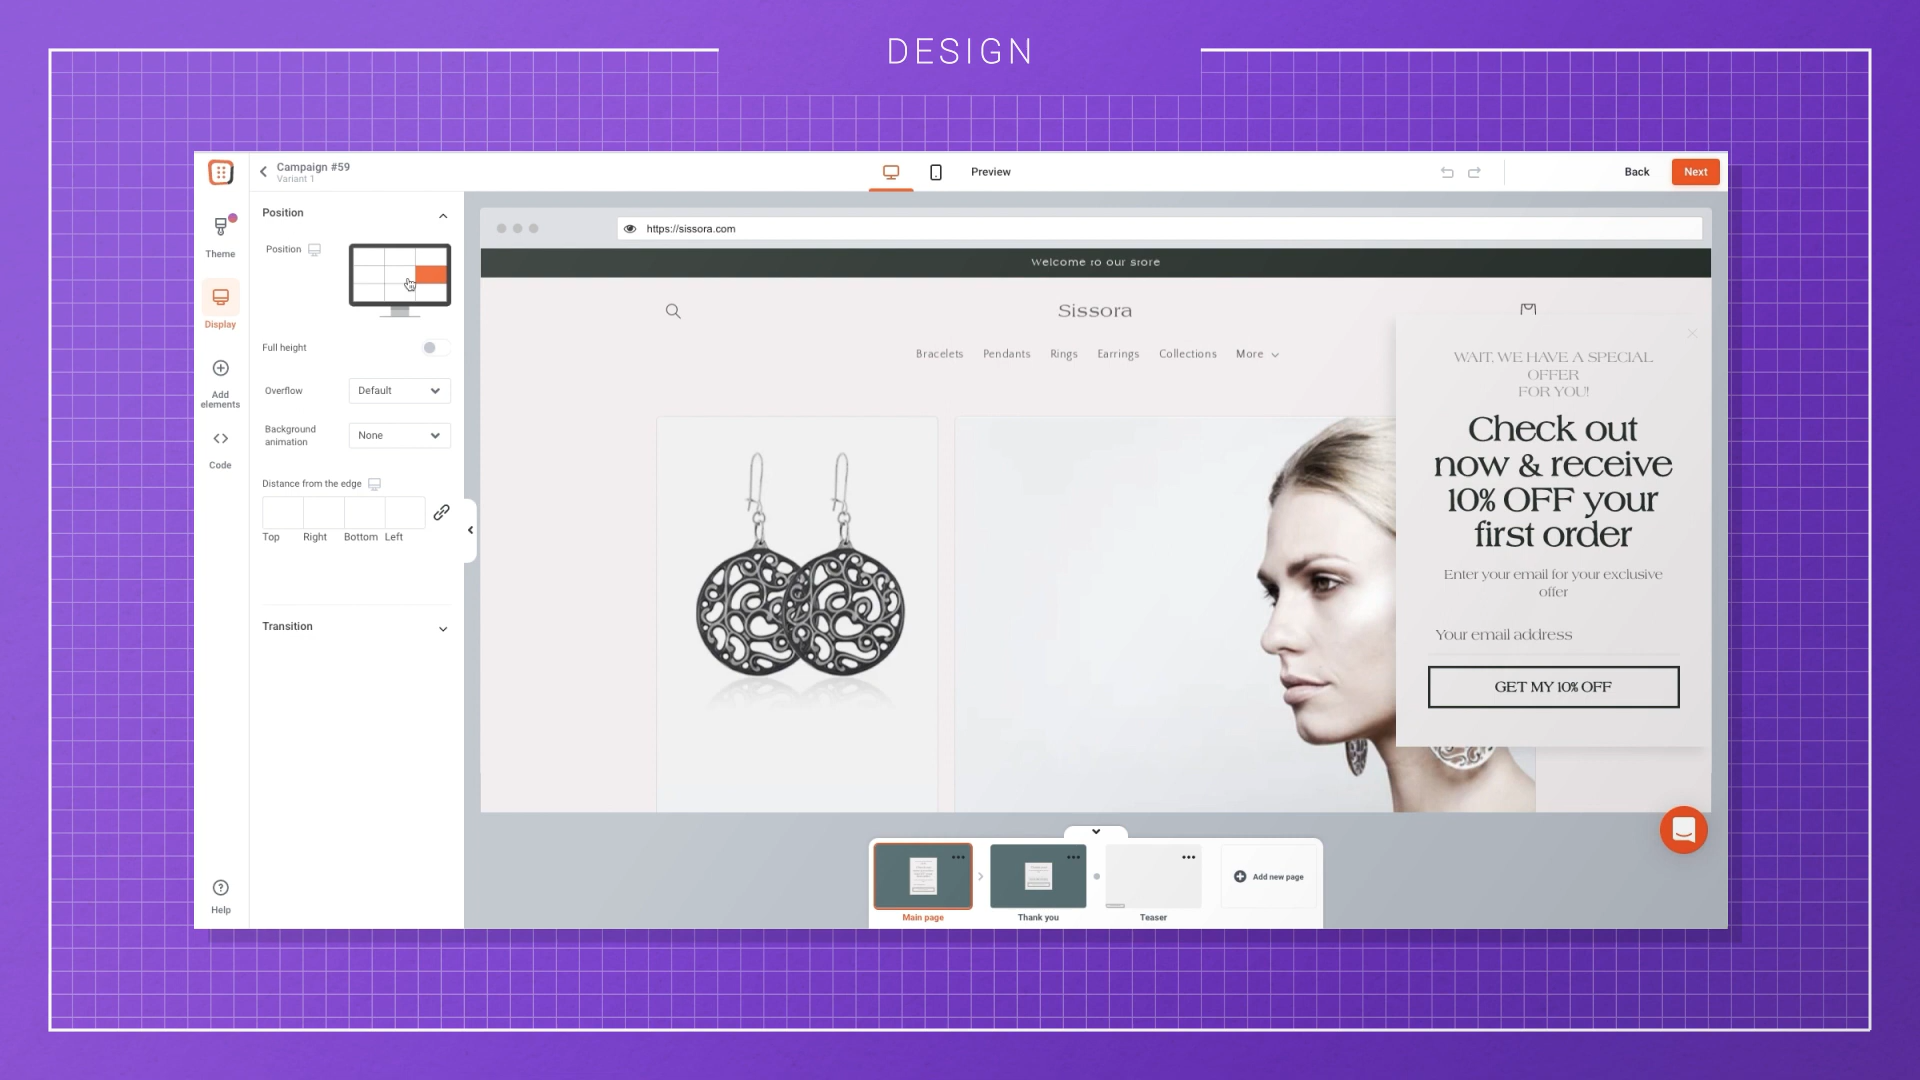 DESIGN
Campaign #59
Variant 1
Preview
Back
Next
Theme
Display
Add
elements
Code
Help
Position
Position
Full height
Overflow
Default
Background
animation
None
Distance from the edge
Top
Right
Bottom
Left
Transition
https://sissora.com
Welcome to our store
Sissora
Bracelets
Pendants
Rings
Earrings
Collections
More
WAIT, WE HAVE A SPECIAL
OFFER
FOR YOU!
Check out
now & receive
10% OFF your
first order
Enter your email for your exclusive
offer
Your email address
GET MY 10% OFF
Main page
Thank you
Teaser
Add new page